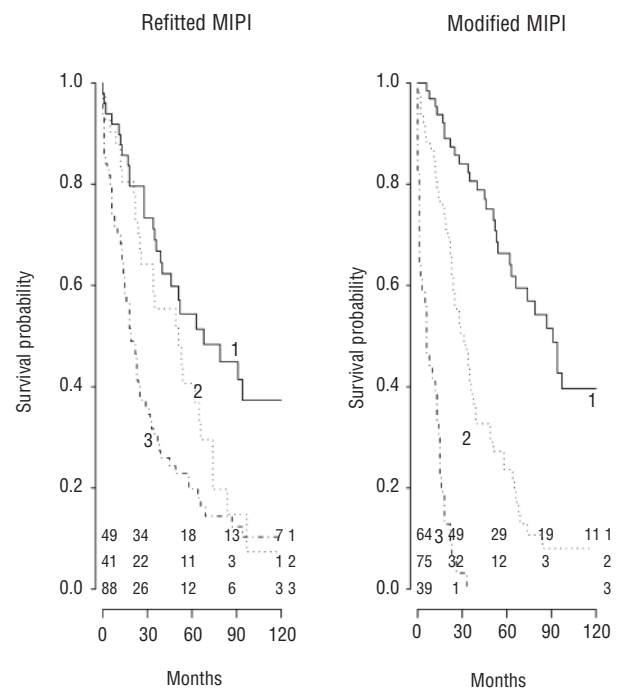 Refitted MIPI
Modified MIPI
Survival probability
1.0
0.8
0.6
0.4
0.2
0.0
1
2
3
49 34 18 13 7 1
41 22 11 3 1 2
88 26 12 6 3 3
0 30 60 90 120
Months
Survival probability
1.0
0.8
0.6
0.4
0.2
0.0
1
2
3
64 49 29 19 11 1
75 32 12 3 2
39 1 3
0 30 60 90 120
Months